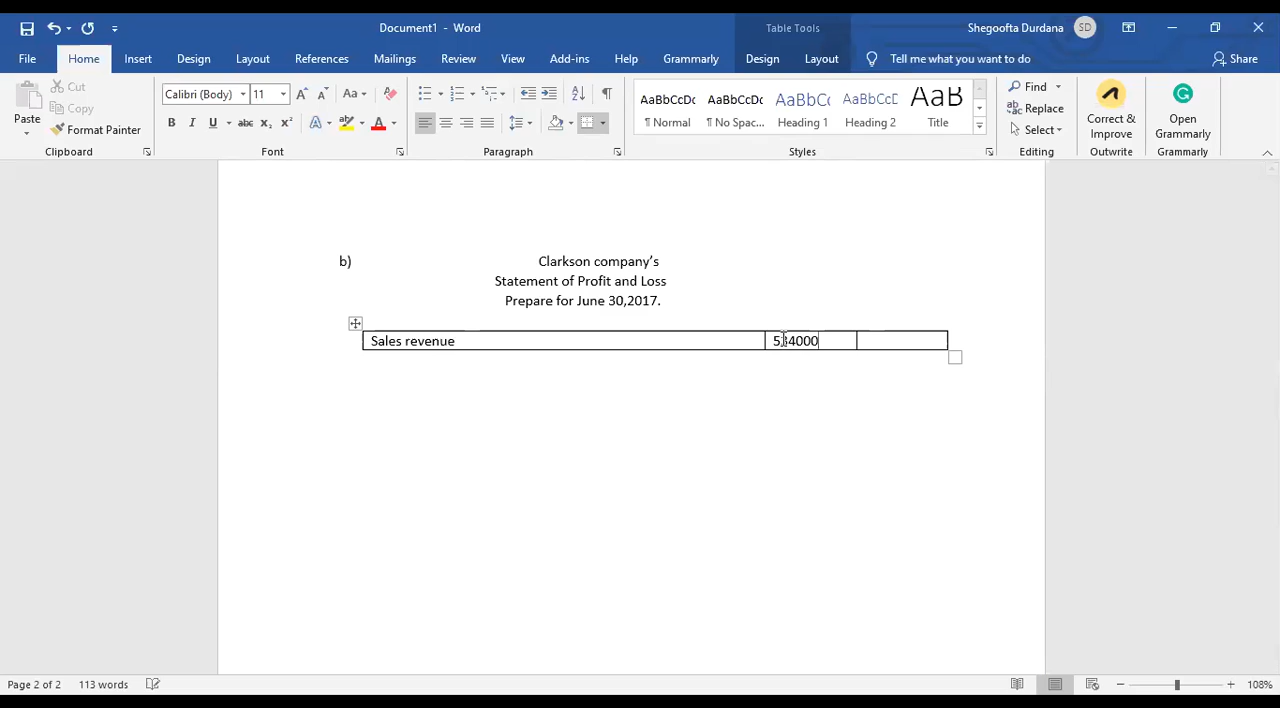 Document1 - Word
Table Tools
Shegoofta Durdana
SD
File
Home
Insert
Design
Layout
References
Mailings
Review
View
Add-ins
Help
Grammarly
Design
Layout
Tell me what you want to do
Share
Paste
Cut
Copy
Format Painter
Clipboard
Calibri (Body)
11
Font
Paragraph
AaBbCcDc
¶ Normal
AaBbCcDc
¶ No Spac...
AaBbCc
Heading 1
AaBbCcD
Heading 2
AaB
Title
Styles
Find
Replace
Select
Editing
Correct &
Improve
Outwrite
Open
Grammarly
Grammarly
b) Clarkson company’s
Statement of Profit and Loss
Prepare for June 30,2017.
Sales revenue
Page 2 of 2
113 words
108%